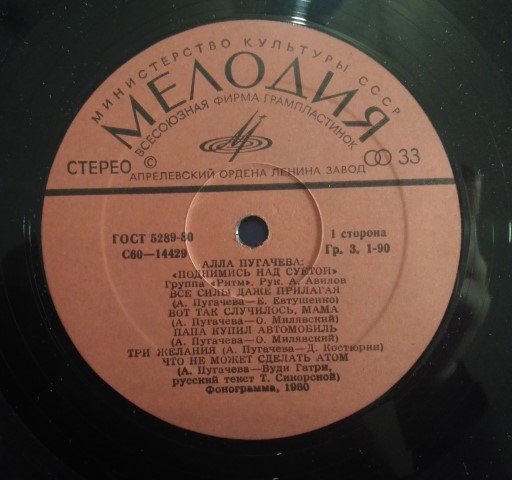 МИНИСТЕРСТВО КУЛЬТУРЫ СССР
МЕЛОДИЯ
ВСЕСОЮЗНАЯ ФИРМА ГРАМПЛАСТИНОК
СТЕРЕО © 33
АПРЕЛЕВСКИЙ ОРДЕНА ЛЕНИНА ЗАВОД
ГОСТ 5289-80 1 сторона
С60—14429 Гр. 3. 1-90
АЛЛА ПУГАЧЕВА:
«ПОДНИМИСЬ НАД СУЕТОЙ»
Группа «Ритм». Рук. А. Авилов
ВСЕ СИЛЫ ДАЖЕ ПРИЛАГАЯ
(А. Пугачева—Е. Евтушенко)
ВОТ ТАК СЛУЧИЛОСЬ, МАМА
(А. Пугачева—О. Милявский)
ПАПА КУПИЛ АВТОМОБИЛЬ
(А. Пугачева—О. Милявский)
ТРИ ЖЕЛАНИЯ (А. Пугачева—Д. Костюрин)
ЧТО НЕ МОЖЕТ СДЕЛАТЬ АТОМ
(А. Пугачева—Вуди Гатри,
русский текст Т. Сикорской)
Фонограмма, 1980